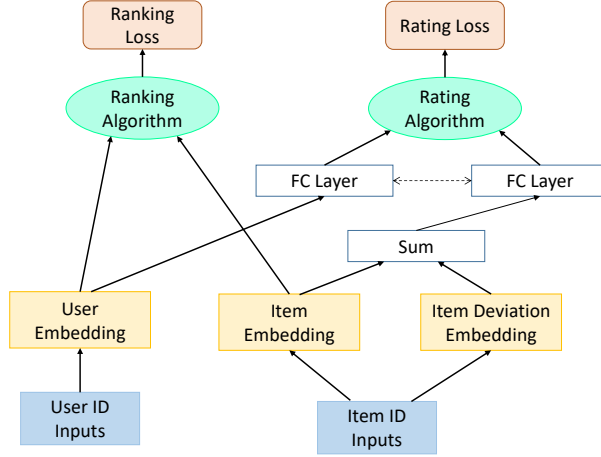 Ranking
Loss
Rating Loss
Ranking
Algorithm
Rating
Algorithm
FC Layer
FC Layer
Sum
User
Embedding
Item
Embedding
Item Deviation
Embedding
User ID
Inputs
Item ID
Inputs